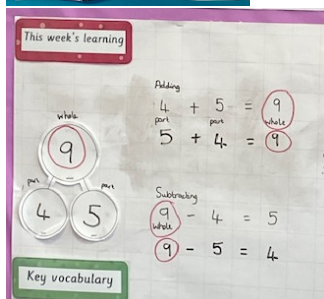 This week's learning
Adding
4 + 5 = 9
part part whole
5 + 4 = 9
whole
9
part part
4 5
Subtracting
9 - 4 = 5
whole
9 - 5 = 4
Key vocabulary